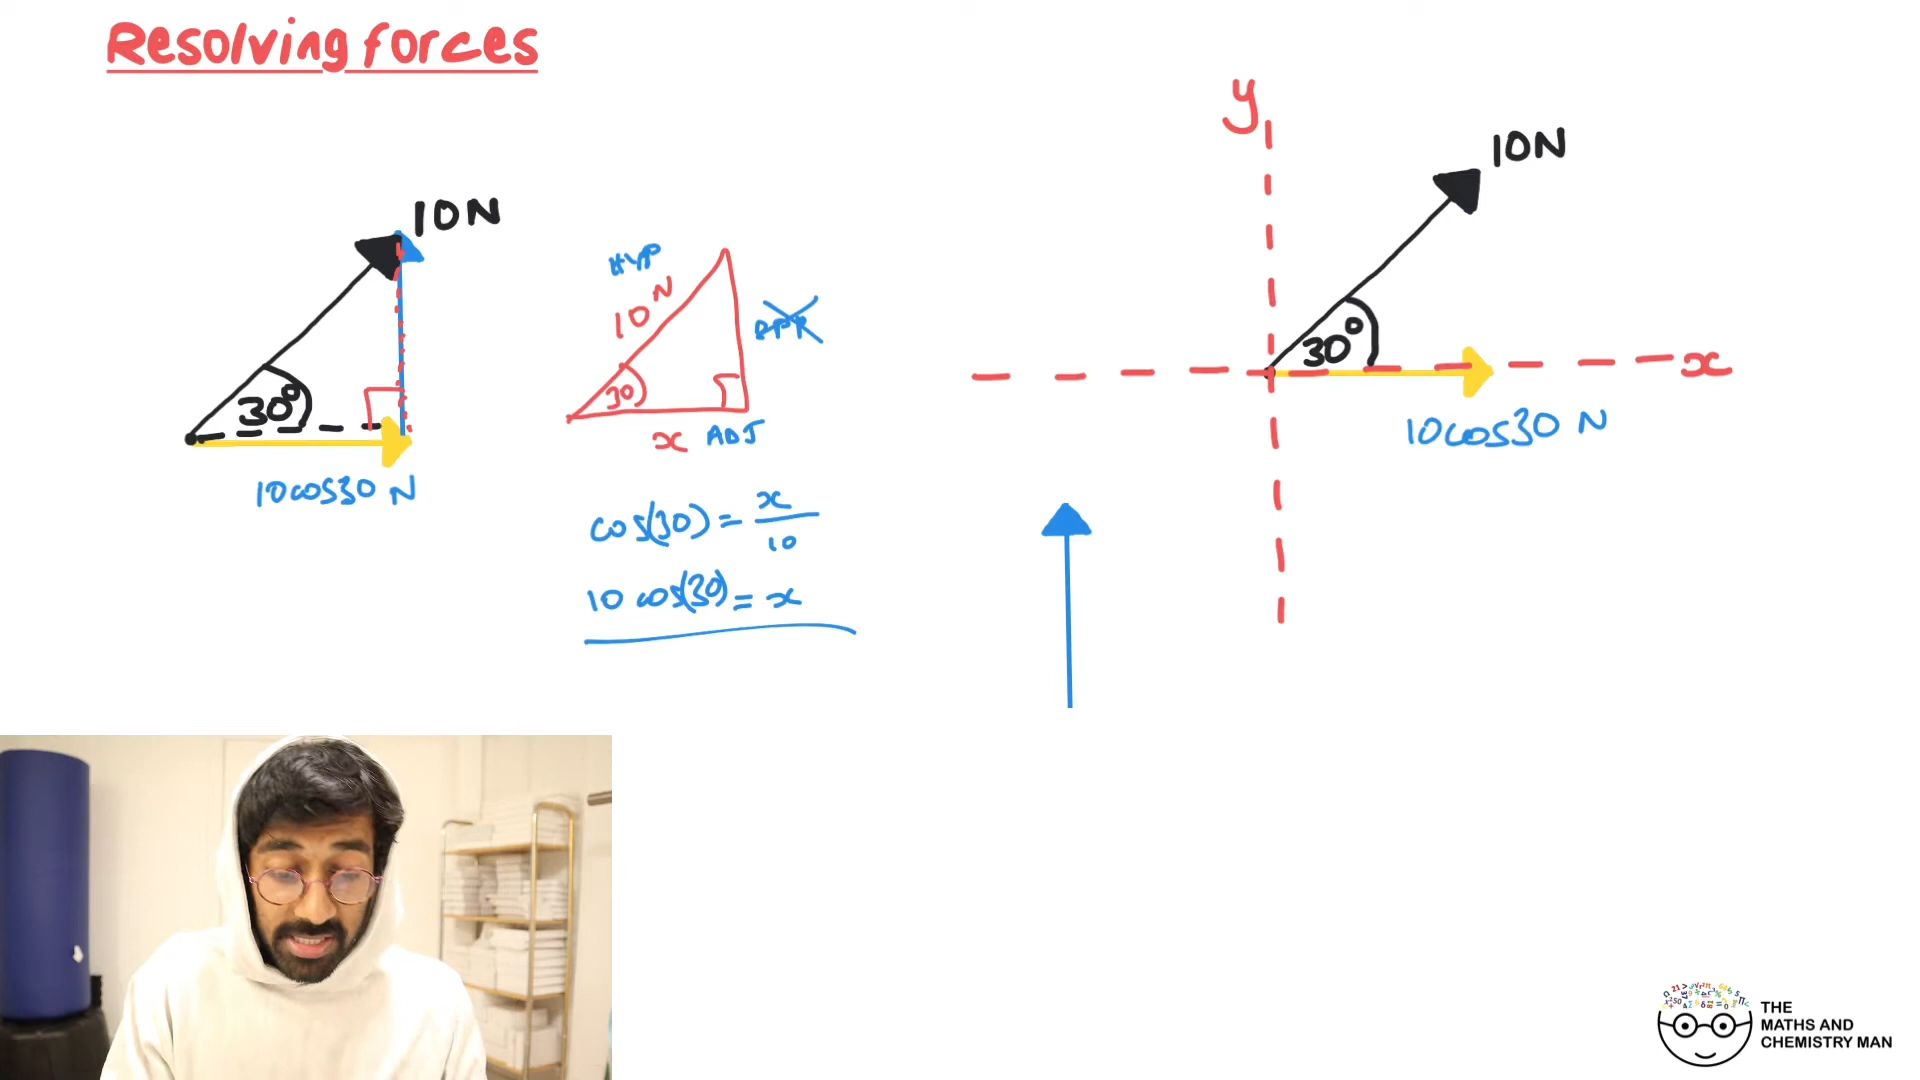 Resolving forces
10N
30°
10cos30 N
HYP
10 N
30
OPP
x ADJ
cos(30) = x/10
10 cos(30) = x
y
10N
30°
x
10cos30 N
THE
MATHS AND
CHEMISTRY MAN